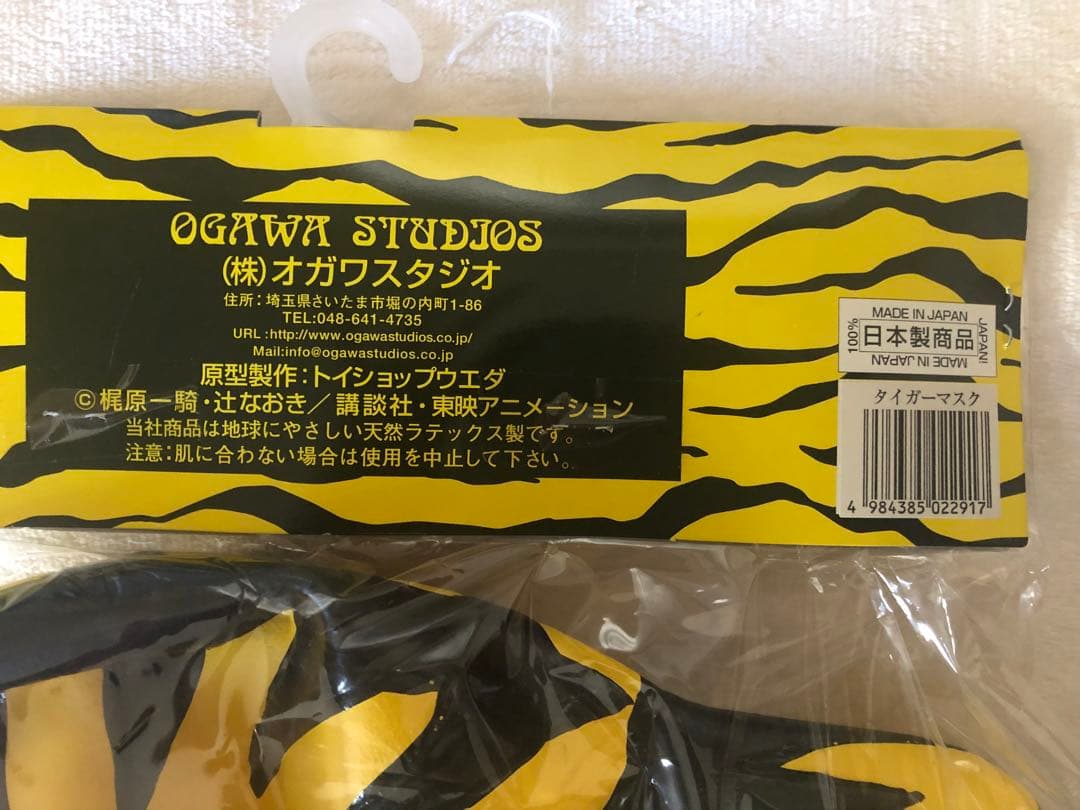 OGAWA STUDIOS
(株)オガワスタジオ
住所:埼玉県さいたま市堀の内町1-86
TEL:048-641-4735
URL:http://www.ogawastudios.co.jp/
Mail:info@ogawastudios.co.jp
原型製作:トイショップウエダ
©梶原一騎・辻なおき/講談社・東映アニメーション
当社商品は地球にやさしい天然ラテックス製です。
注意:肌に合わない場合は使用を中止して下さい。
MADE IN JAPAN
100%
日本製商品
JAPAN!
MADE IN JAPAN
タイガーマスク
4 984385 022917